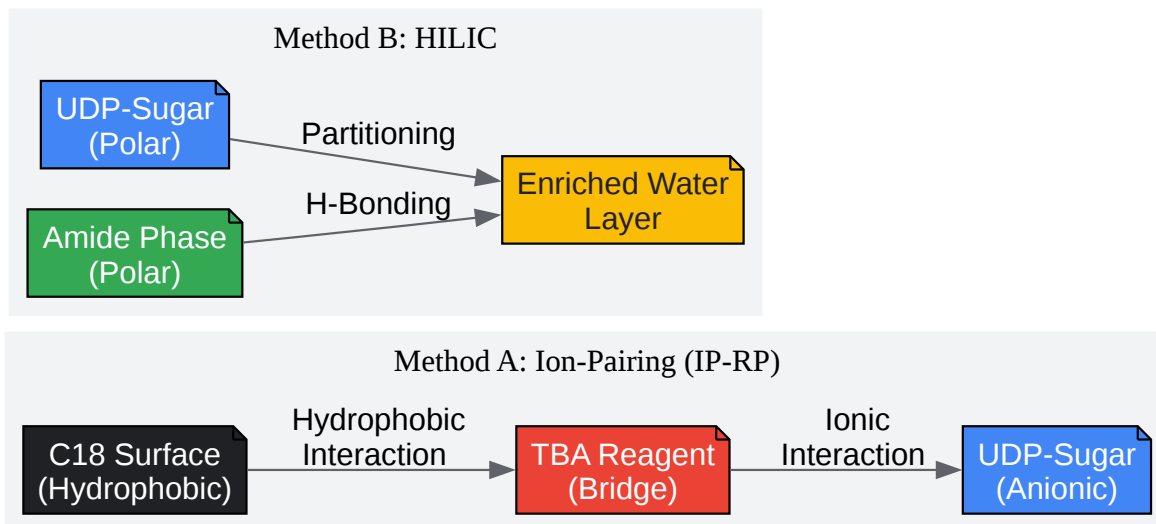 Method B: HILIC
UDP-Sugar
(Polar)
Partitioning
Amide Phase
(Polar)
H-Bonding
Enriched Water
Layer
Method A: Ion-Pairing (IP-RP)
C18 Surface
(Hydrophobic)
Hydrophobic
Interaction
TBA Reagent
(Bridge)
Ionic
Interaction
UDP-Sugar
(Anionic)